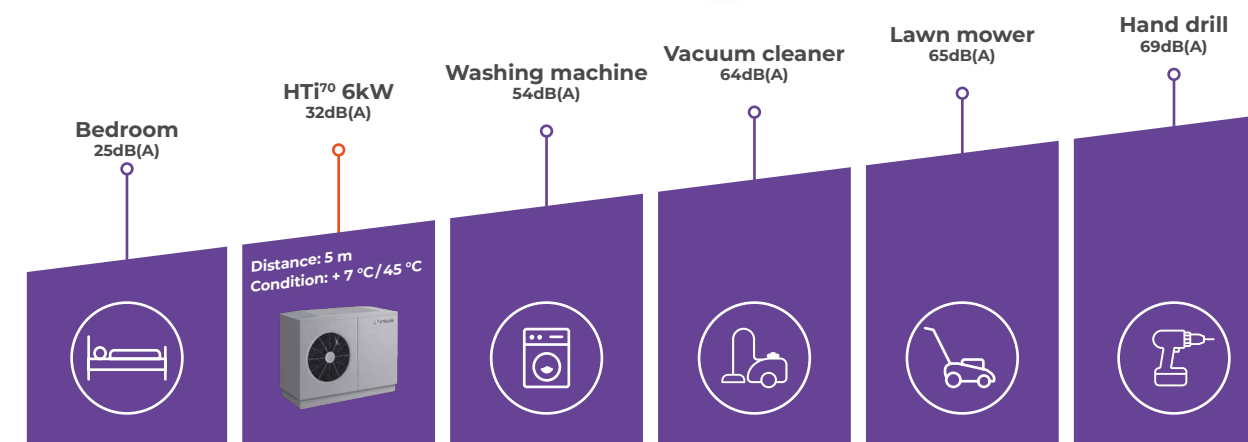 Bedroom
25dB(A)
HTi⁷⁰ 6kW
32dB(A)
Washing machine
54dB(A)
Vacuum cleaner
64dB(A)
Lawn mower
65dB(A)
Hand drill
69dB(A)
Distance: 5 m
Condition: + 7 °C/45 °C